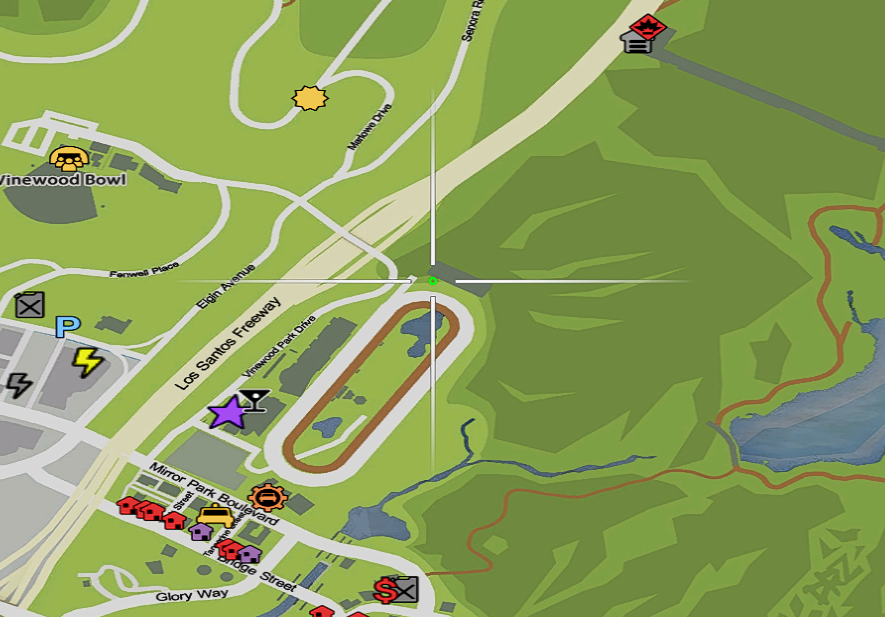 Senora R
Marlowe Drive
Vinewood Bowl
Fenwell Place
Elgin Avenue
Los Santos Freeway
Vinewood Park Drive
P
Mirror Park Boulevard
Street
Bridge Street
Glory Way
$